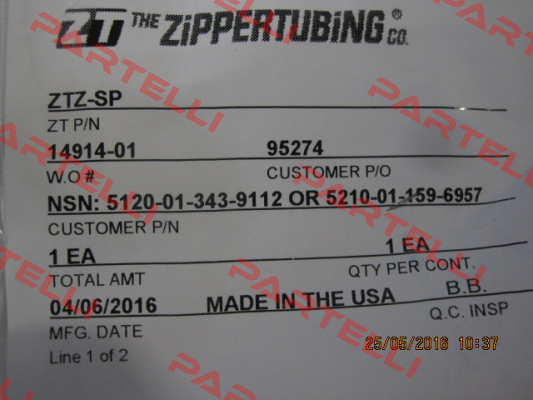 ZT THE ZiPPERTUBiNG® CO.
ZTZ-SP
ZT P/N
14914-01 95274
W.O # CUSTOMER P/O
NSN: 5120-01-343-9112 OR 5210-01-159-6957
CUSTOMER P/N
1 EA 1 EA
TOTAL AMT QTY PER CONT.
04/06/2016 MADE IN THE USA B.B.
MFG. DATE Q.C. INSP
Line 1 of 2
25/05/2016 10:37
PARTELLI
PARTELLI
PARTELLI
PARTELLI
PARTELLI
PARTELLI